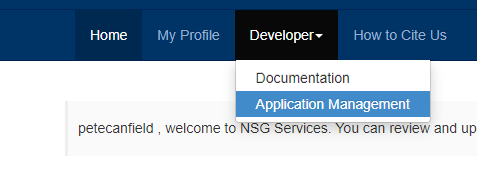 Home My Profile Developer How to Cite Us
Documentation
Application Management
petecanfield , welcome to NSG Services. You can review and up